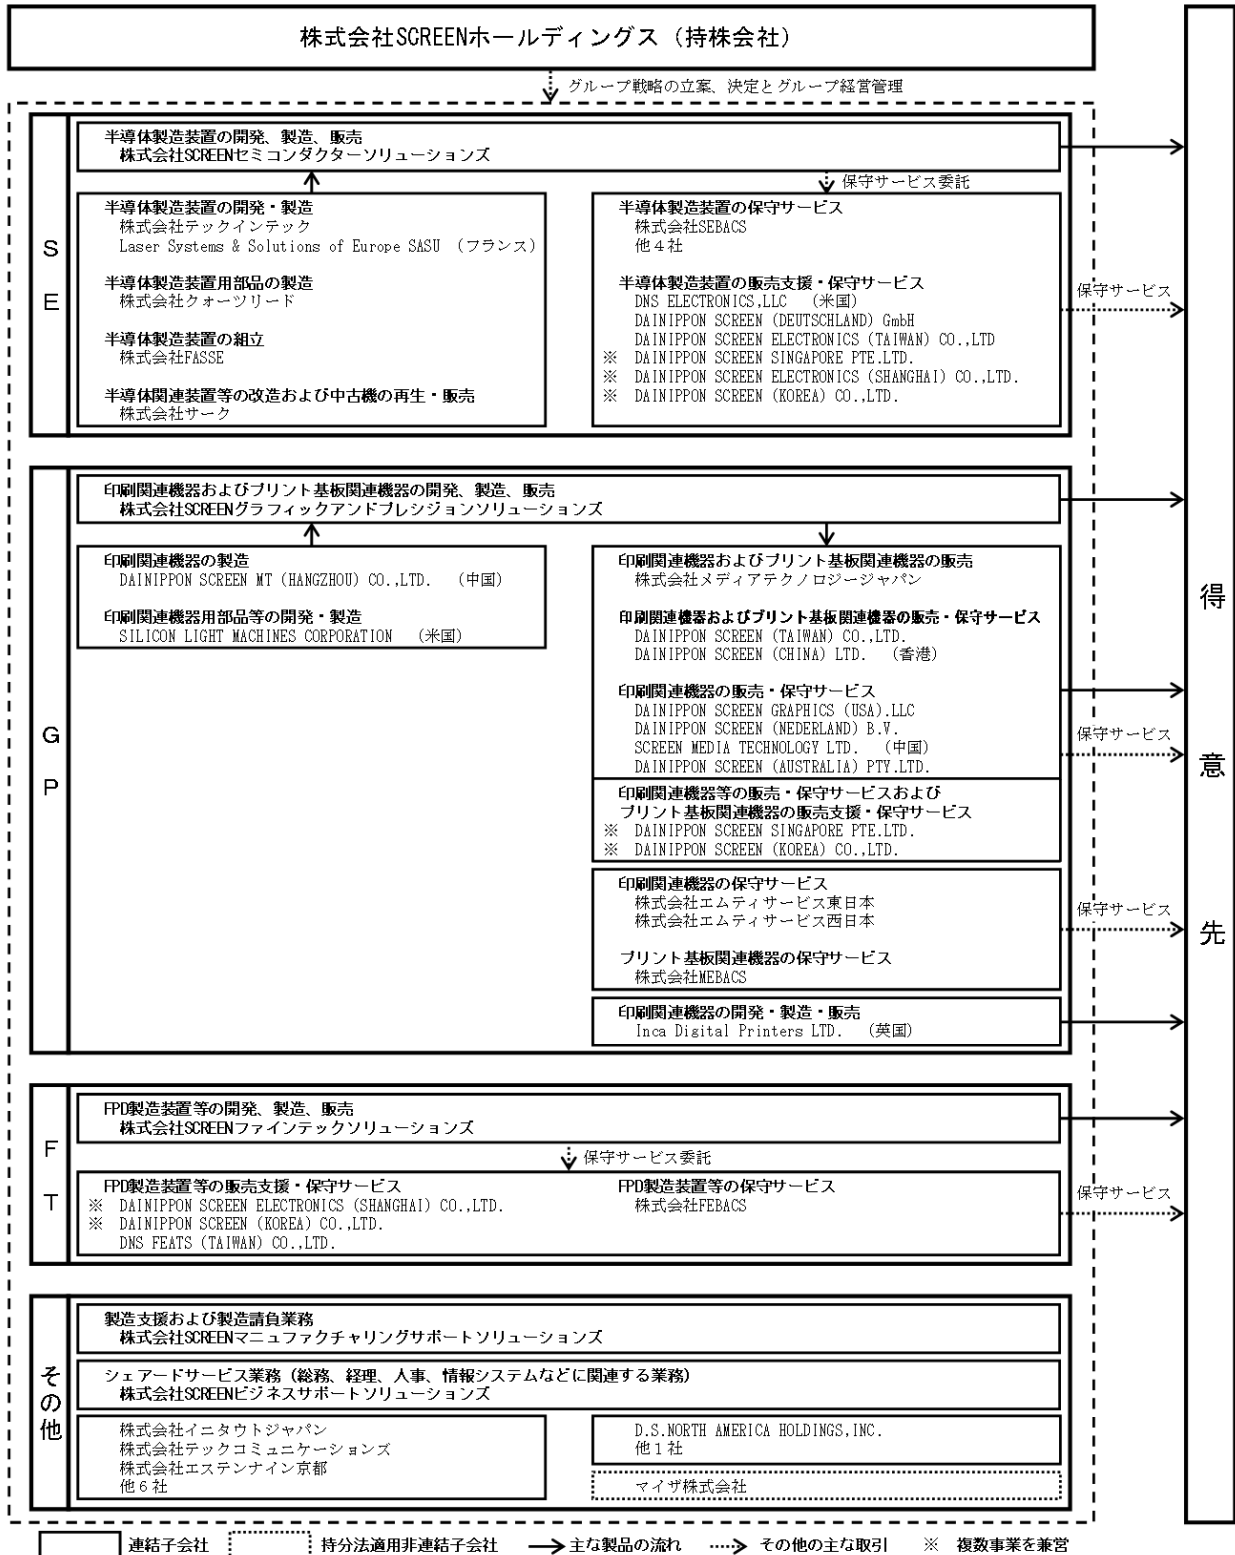 株式会社SCREENホールディングス（持株会社）
グループ戦略の立案、決定とグループ経営管理
SE
半導体製造装置の開発、製造、販売
株式会社SCREENセミコンダクターソリューションズ
保守サービス委託
半導体製造装置の開発・製造
株式会社テックインテック
Laser Systems & Solutions of Europe SASU （フランス）
半導体製造装置用部品の製造
株式会社クォーツリード
半導体製造装置の組立
株式会社FASSE
半導体関連装置等の改造および中古機の再生・販売
株式会社サーク
半導体製造装置の保守サービス
株式会社SEBACS
他４社
半導体製造装置の販売支援・保守サービス
DNS ELECTRONICS,LLC （米国）
DAINIPPON SCREEN (DEUTSCHLAND) GmbH
DAINIPPON SCREEN ELECTRONICS (TAIWAN) CO.,LTD
※ DAINIPPON SCREEN SINGAPORE PTE.LTD.
※ DAINIPPON SCREEN ELECTRONICS (SHANGHAI) CO.,LTD.
※ DAINIPPON SCREEN (KOREA) CO.,LTD.
保守サービス
GP
印刷関連機器およびプリント基板関連機器の開発、製造、販売
株式会社SCREENグラフィックアンドプレシジョンソリューションズ
印刷関連機器の製造
DAINIPPON SCREEN MT (HANGZHOU) CO.,LTD. （中国）
印刷関連機器用部品等の開発・製造
SILICON LIGHT MACHINES CORPORATION （米国）
印刷関連機器およびプリント基板関連機器の販売
株式会社メディアテクノロジージャパン
印刷関連機器およびプリント基板関連機器の販売・保守サービス
DAINIPPON SCREEN (TAIWAN) CO.,LTD.
DAINIPPON SCREEN (CHINA) LTD. （香港）
印刷関連機器の販売・保守サービス
DAINIPPON SCREEN GRAPHICS (USA).LLC
DAINIPPON SCREEN (NEDERLAND) B.V.
SCREEN MEDIA TECHNOLOGY LTD. （中国）
DAINIPPON SCREEN (AUSTRALIA) PTY.LTD.
保守サービス
印刷関連機器等の販売・保守サービスおよび
プリント基板関連機器の販売支援・保守サービス
※ DAINIPPON SCREEN SINGAPORE PTE.LTD.
※ DAINIPPON SCREEN (KOREA) CO.,LTD.
印刷関連機器の保守サービス
株式会社エムティサービス東日本
株式会社エムティサービス西日本
プリント基板関連機器の保守サービス
株式会社MEBACS
保守サービス
印刷関連機器の開発・製造・販売
Inca Digital Printers LTD. （英国）
FT
FPD製造装置等の開発、製造、販売
株式会社SCREENファインテックソリューションズ
保守サービス委託
FPD製造装置等の販売支援・保守サービス
※ DAINIPPON SCREEN ELECTRONICS (SHANGHAI) CO.,LTD.
※ DAINIPPON SCREEN (KOREA) CO.,LTD.
DNS FEATS (TAIWAN) CO.,LTD.
FPD製造装置等の保守サービス
株式会社FEBACS
保守サービス
その他
製造支援および製造請負業務
株式会社SCREENマニュファクチャリングサポートソリューションズ
シェアードサービス業務（総務、経理、人事、情報システムなどに関連する業務）
株式会社SCREENビジネスサポートソリューションズ
株式会社イニタウトジャパン
株式会社テックコミュニケーションズ
株式会社エステンナイン京都
他６社
D.S.NORTH AMERICA HOLDINGS,INC.
他１社
マイザ株式会社
得意先
連結子会社
持分法適用非連結子会社
主な製品の流れ
その他の主な取引
※ 複数事業を兼営